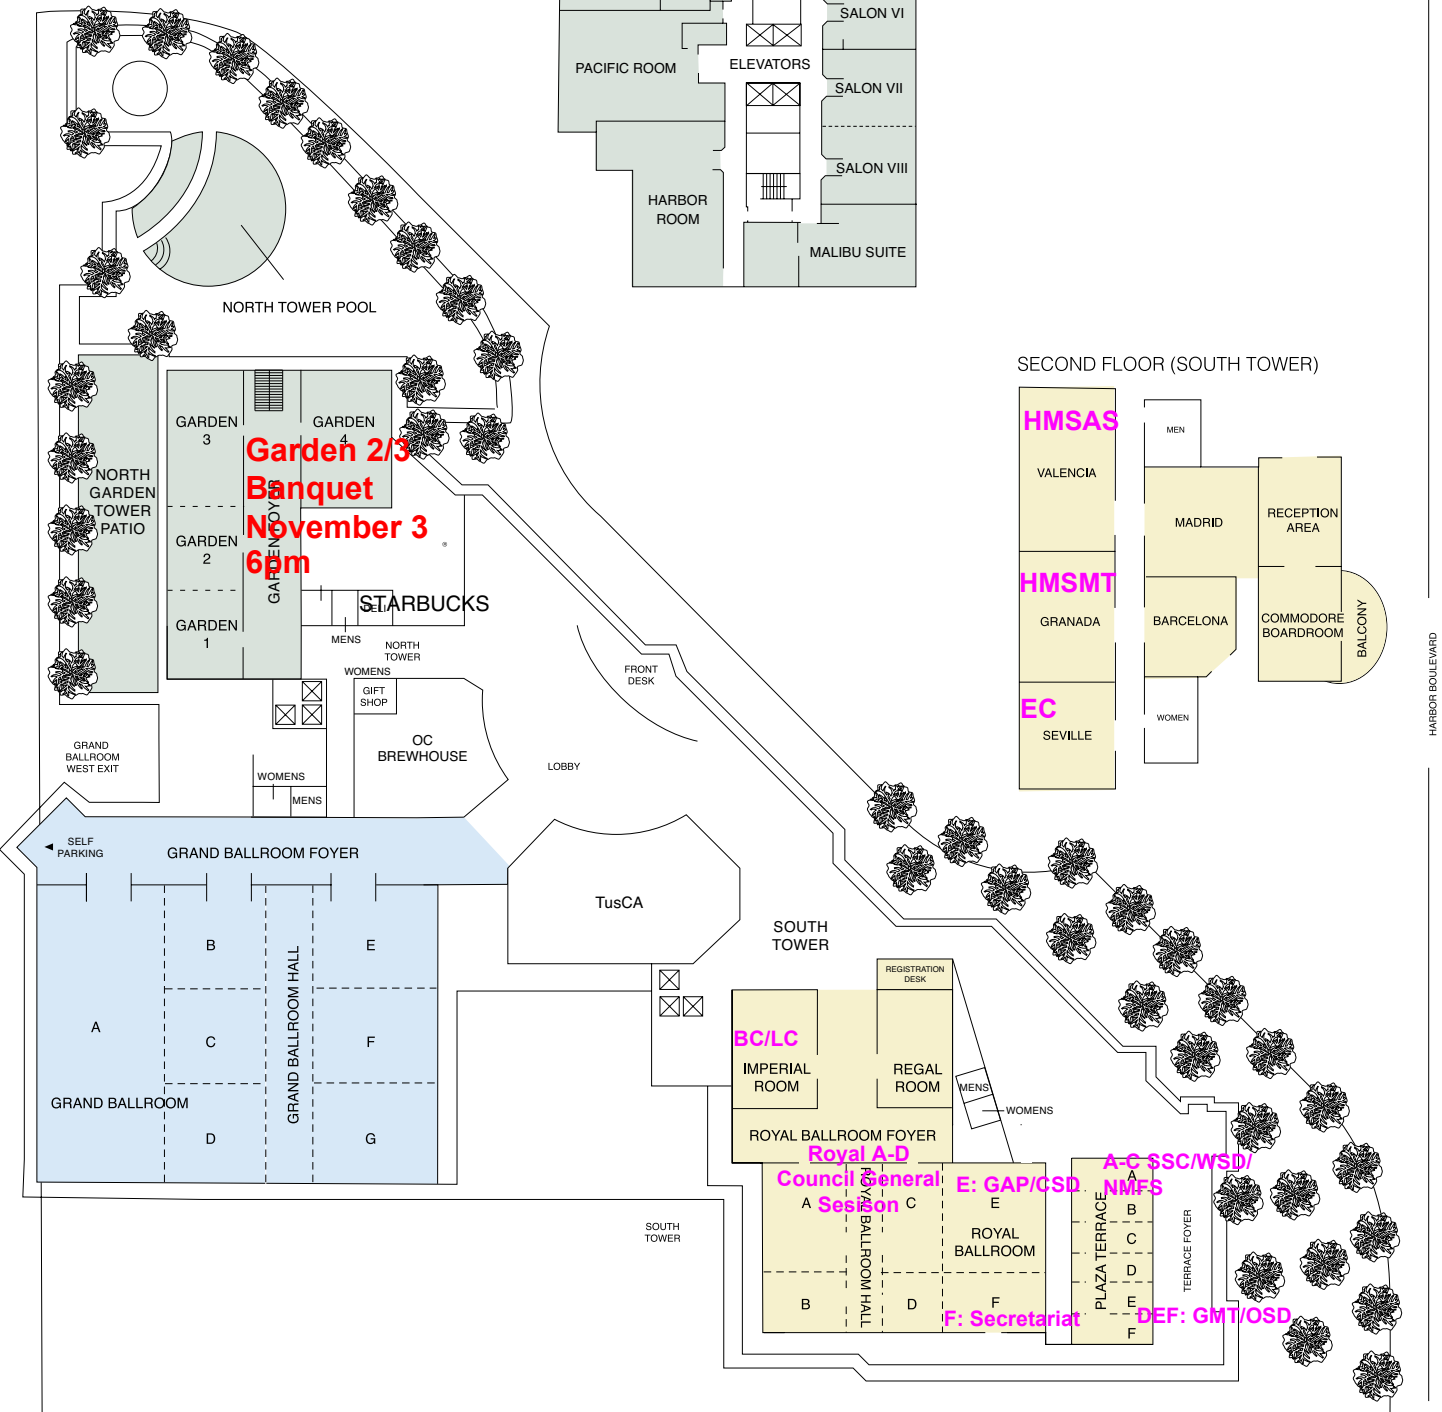 SALON VI
PACIFIC ROOM
ELEVATORS
SALON VII
SALON VIII
HARBOR
ROOM
MALIBU SUITE
NORTH TOWER POOL
SECOND FLOOR (SOUTH TOWER)
HMSAS
VALENCIA
MEN
MADRID
RECEPTION
AREA
HMSMT
GRANADA
BARCELONA
COMMODORE
BOARDROOM
BALCONY
EC
SEVILLE
WOMEN
HARBOR BOULEVARD
GARDEN
3
GARDEN
4
Garden 2/3
Banquet
November 3
6pm
NORTH
GARDEN
TOWER
PATIO
GARDEN
2
GARDEN FOYER
GARDEN
1
STARBUCKS
DELI
®
MENS
NORTH
TOWER
WOMENS
GIFT
SHOP
FRONT
DESK
OC
BREWHOUSE
LOBBY
GRAND
BALLROOM
WEST EXIT
WOMENS
MENS
SELF
PARKING
GRAND BALLROOM FOYER
TusCA
SOUTH
TOWER
A
B
C
D
GRAND BALLROOM
GRAND BALLROOM HALL
E
F
G
REGISTRATION
DESK
BC/LC
IMPERIAL
ROOM
REGAL
ROOM
MENS
WOMENS
ROYAL BALLROOM FOYER
Royal A-D
Council General
Sesison
A
B
ROYAL BALLROOM HALL
C
D
E: GAP/CSD
E
ROYAL
BALLROOM
F
F: Secretariat
A-C SSC/WSD/
NMFS
PLAZA TERRACE
A
B
C
D
E
F
TERRACE FOYER
DEF: GMT/OSD
SOUTH
TOWER